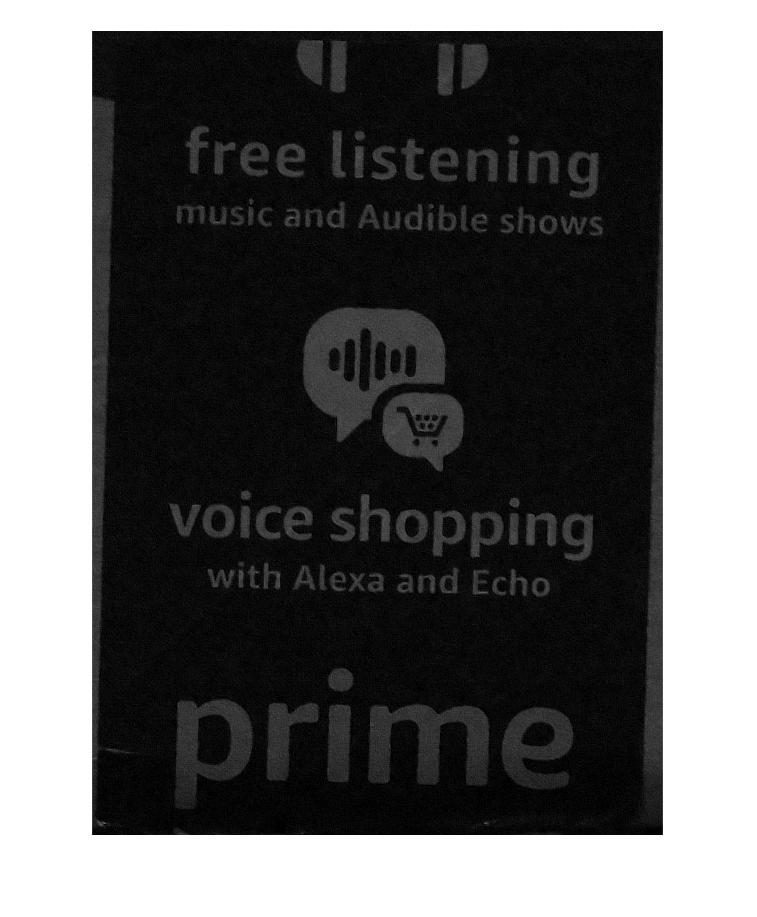 free listening
music and Audible shows
voice shopping
with Alexa and Echo
prime